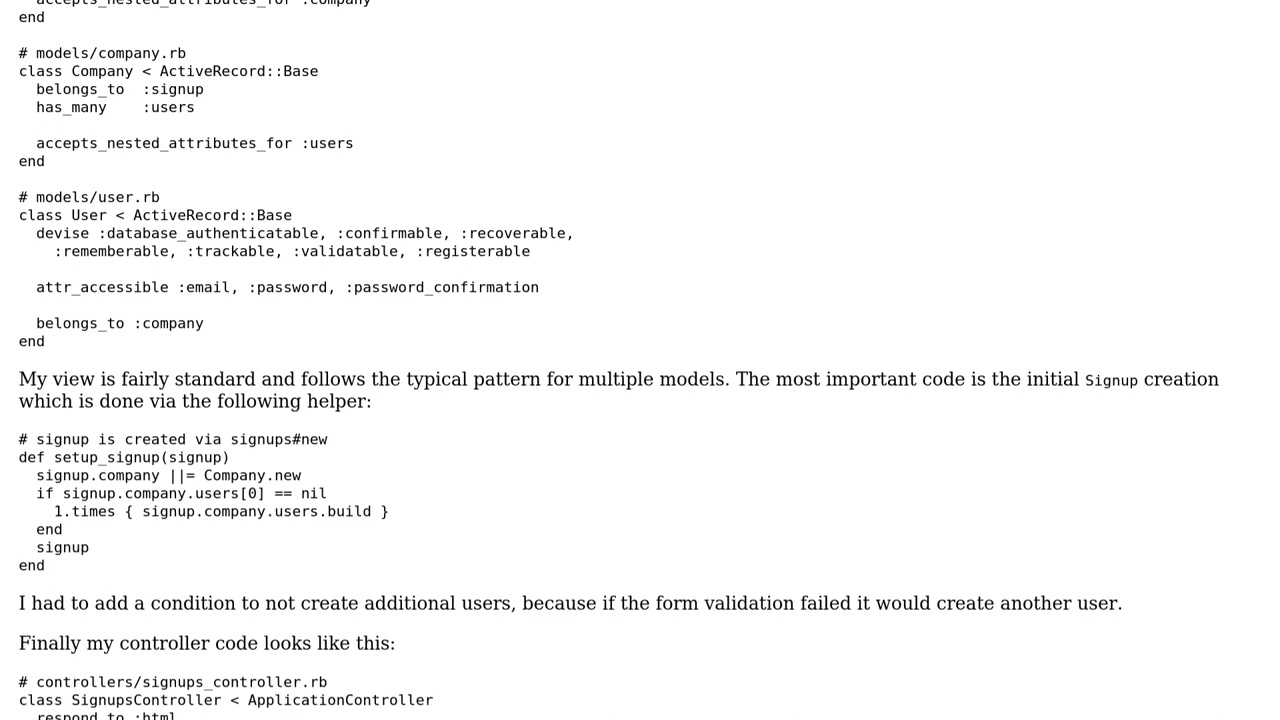 accepts_nested_attributes_for :company
end
# models/company.rb
class Company < ActiveRecord::Base
  belongs_to  :signup
  has_many    :users
  accepts_nested_attributes_for :users
end
# models/user.rb
class User < ActiveRecord::Base
  devise :database_authenticatable, :confirmable, :recoverable,
    :rememberable, :trackable, :validatable, :registerable
  attr_accessible :email, :password, :password_confirmation
  belongs_to :company
end
My view is fairly standard and follows the typical pattern for multiple models. The most important code is the initial Signup creation
which is done via the following helper:
# signup is created via signups#new
def setup_signup(signup)
  signup.company ||= Company.new
  if signup.company.users[0] == nil
    1.times { signup.company.users.build }
  end
  signup
end
I had to add a condition to not create additional users, because if the form validation failed it would create another user.
Finally my controller code looks like this:
# controllers/signups_controller.rb
class SignupsController < ApplicationController
  respond_to :html